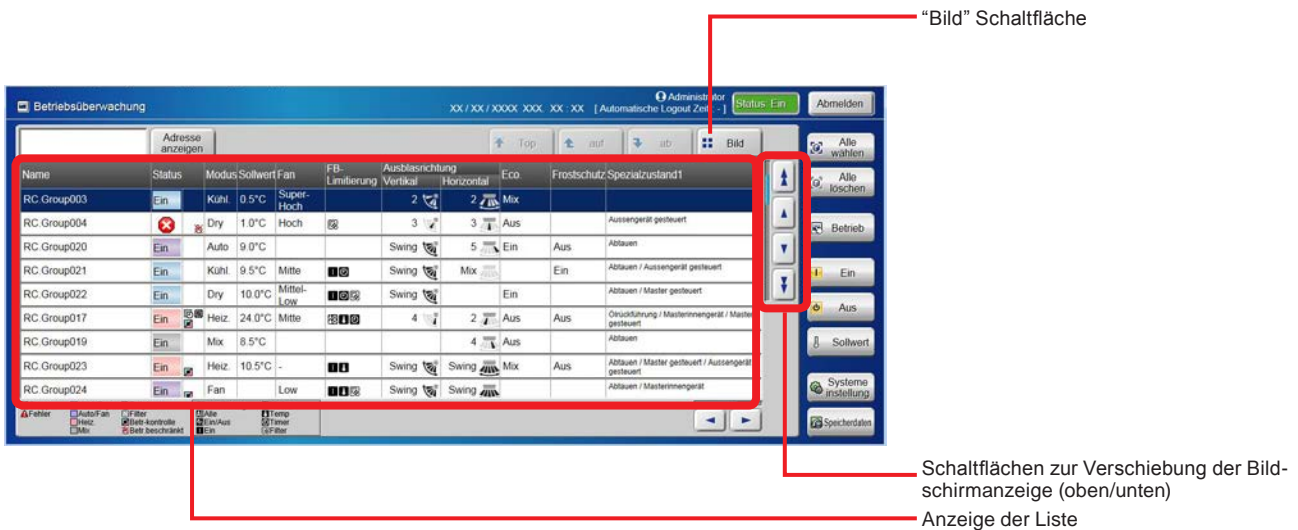 “Bild” Schaltfläche
Betriebsüberwachung
Administrator
XX / XX / XXXX XXX XX : XX [ Automatische Logout Zeit : - ]
Status: Ein
Abmelden
Adresse anzeigen
Top
auf
ab
Bild
Alle wählen
Name Status Modus Sollwert Fan FB-Limitierung Ausblasrichtung Vertikal Horizontal Eco. Frostschutz Spezialzustand1
Alle löschen
RC.Group003 Ein Kühl. 0.5°C Super-Hoch 2 2 Mix
RC.Group004 Dry 1.0°C Hoch 3 3 Aus Aussengerät gesteuert
Betrieb
RC.Group020 Ein Auto 9.0°C Swing 5 Ein Aus Abtauen
RC.Group021 Ein Kühl. 9.5°C Mitte Swing Mix Ein Abtauen / Aussengerät gesteuert
Ein
RC.Group022 Ein Dry 10.0°C Mittel-Low Swing Ein Abtauen / Master gesteuert
Aus
RC.Group017 Ein Heiz. 24.0°C Mitte 4 2 Aus Aus Ölrückführung / Masterinnengerät / Master gesteuert
RC.Group019 Ein Mix 8.5°C 4 Aus Abtauen
Sollwert
RC.Group023 Ein Heiz. 10.5°C - Swing Swing Mix Aus Abtauen / Master gesteuert / Aussengerät gesteuert
RC.Group024 Ein Fan Low Swing Swing Abtauen / Masterinnengerät
Systeme instellung
Fehler Auto/Fan Filter Alle Temp
Heiz. Betr-kontrolle Ein/Aus Timer
Mix Betr.beschränkt Ein Filter
Speicherdaten
Schaltflächen zur Verschiebung der Bild-
schirmanzeige (oben/unten)
Anzeige der Liste